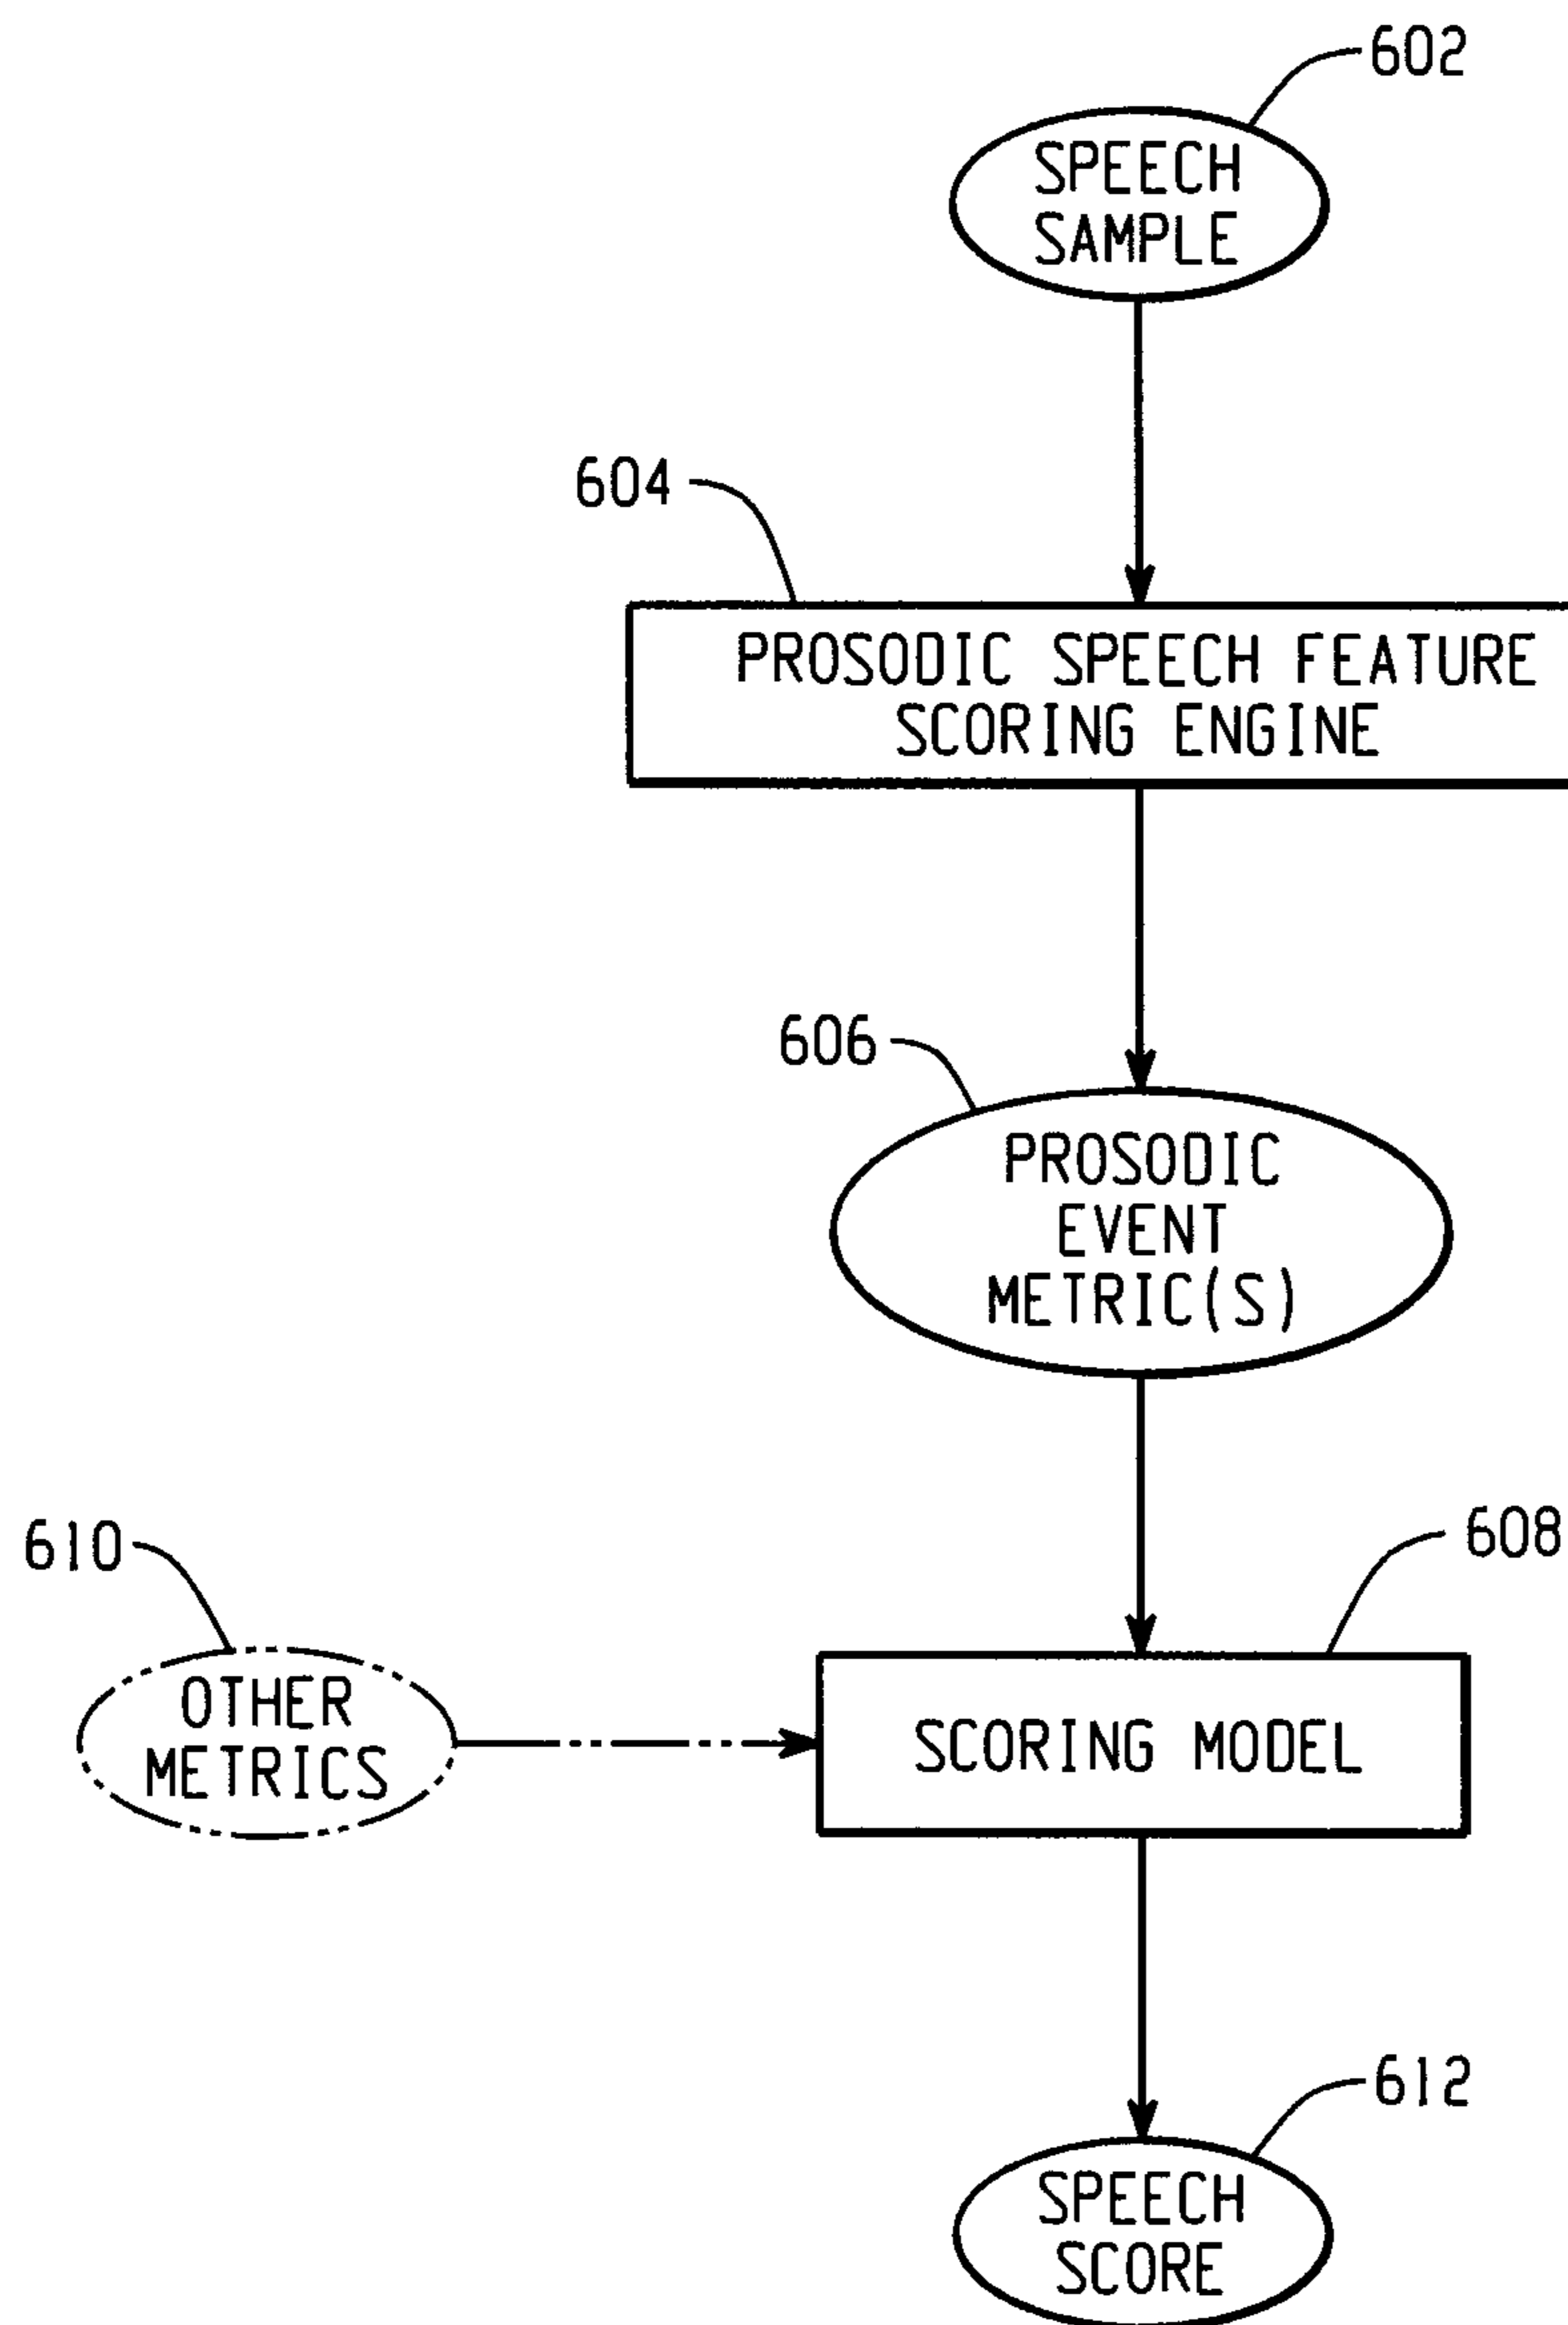 602
SPEECH
SAMPLE
604
PROSODIC SPEECH FEATURE
SCORING ENGINE
606
PROSODIC
EVENT
METRIC(S)
610
608
OTHER
METRICS
SCORING MODEL
612
SPEECH
SCORE